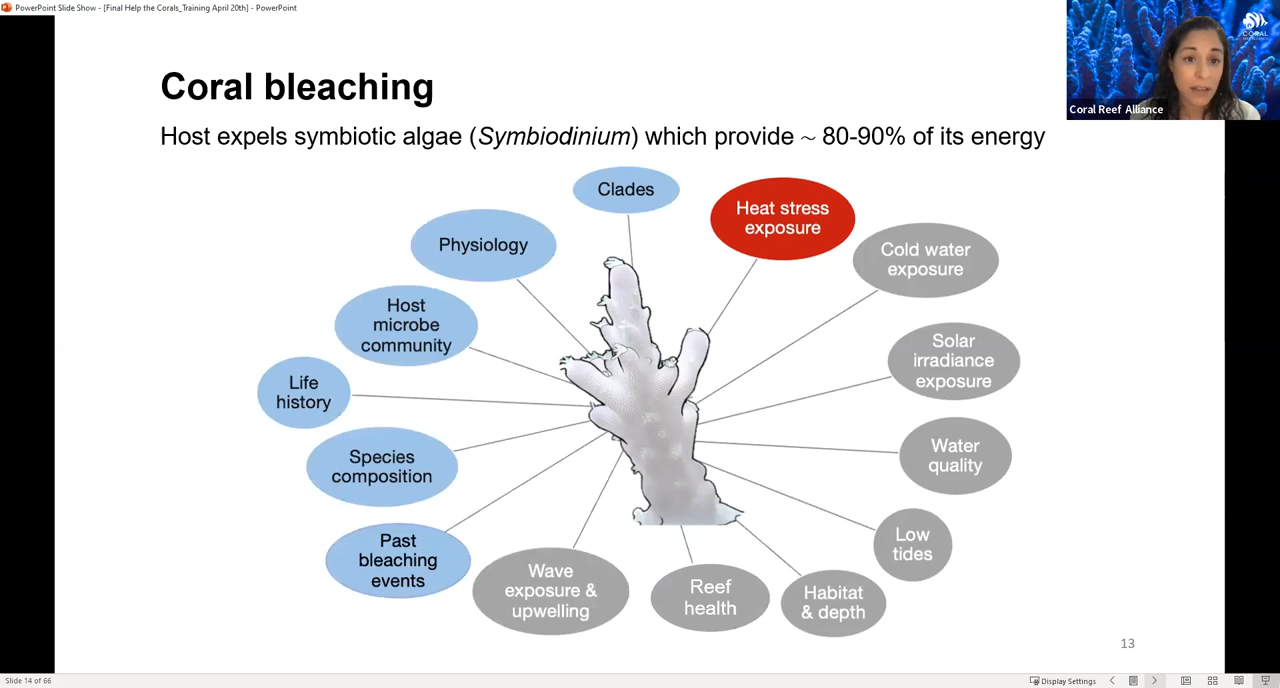 PowerPoint Slide Show - [Final Help the Corals_Training April 20th] - PowerPoint
CORAL
Coral Reef Alliance
Coral bleaching
Host expels symbiotic algae (Symbiodinium) which provide ~ 80-90% of its energy
Clades
Heat stress
exposure
Physiology
Cold water
exposure
Host
microbe
community
Solar
irradiance
exposure
Life
history
Water
quality
Species
composition
Low
tides
Past
bleaching
events
Wave
exposure &
upwelling
Reef
health
Habitat
& depth
13
Slide 14 of 66
Display Settings